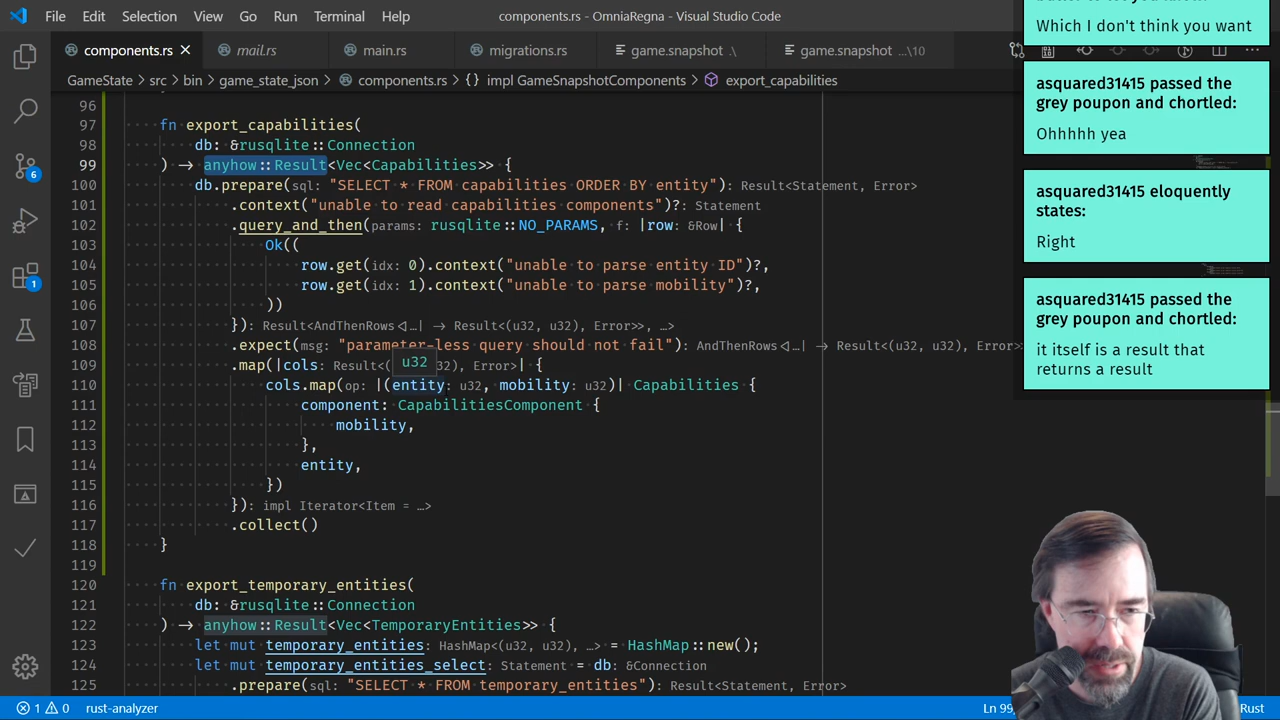 File Edit Selection View Go Run Terminal Help
components.rs - OmniaRegna - Visual Studio Code
components.rs mail.rs main.rs migrations.rs game.snapshot .\ game.snapshot ...\10
GameState > src > bin > game_state_json > components.rs > {} impl GameSnapshotComponents > export_capabilities
96
97 fn export_capabilities(
98 db: &rusqlite::Connection
99 ) → anyhow::Result<Vec<Capabilities>> {
100 db.prepare(sql: "SELECT * FROM capabilities ORDER BY entity"): Result<Statement, Error>
101 .context("unable to read capabilities components")?: Statement
102 .query_and_then(params: rusqlite::NO_PARAMS, f: |row: &Row| {
103 Ok((
104 row.get(idx: 0).context("unable to parse entity ID")?,
105 row.get(idx: 1).context("unable to parse mobility")?,
106 ))
107 }): Result<AndThenRows<|…| → Result<(u32, u32), Error>>, …>
108 .expect(msg: "parameter-less query should not fail"): AndThenRows<|…| → Result<(u32, u32), Error>
u32
109 .map(|cols: Result<( 32), Error>| {
110 cols.map(op: |(entity: u32, mobility: u32)| Capabilities {
111 component: CapabilitiesComponent {
112 mobility,
113 },
114 entity,
115 })
116 }): impl Iterator<Item = …>
117 .collect()
118 }
119
120 fn export_temporary_entities(
121 db: &rusqlite::Connection
122 ) → anyhow::Result<Vec<TemporaryEntities>> {
123 let mut temporary_entities: HashMap<(u32, u32), …> = HashMap::new();
124 let mut temporary_entities_select: Statement = db: &Connection
125 .prepare(sql: "SELECT * FROM temporary_entities"): Result<Statement, Error>
Which I don't think you want
asquared31415 passed the
grey poupon and chortled:
Ohhhhh yea
asquared31415 eloquently
states:
Right
asquared31415 passed the
grey poupon and chortled:
it itself is a result that
returns a result
6
1
1 0 rust-analyzer
Ln 99,
Rust